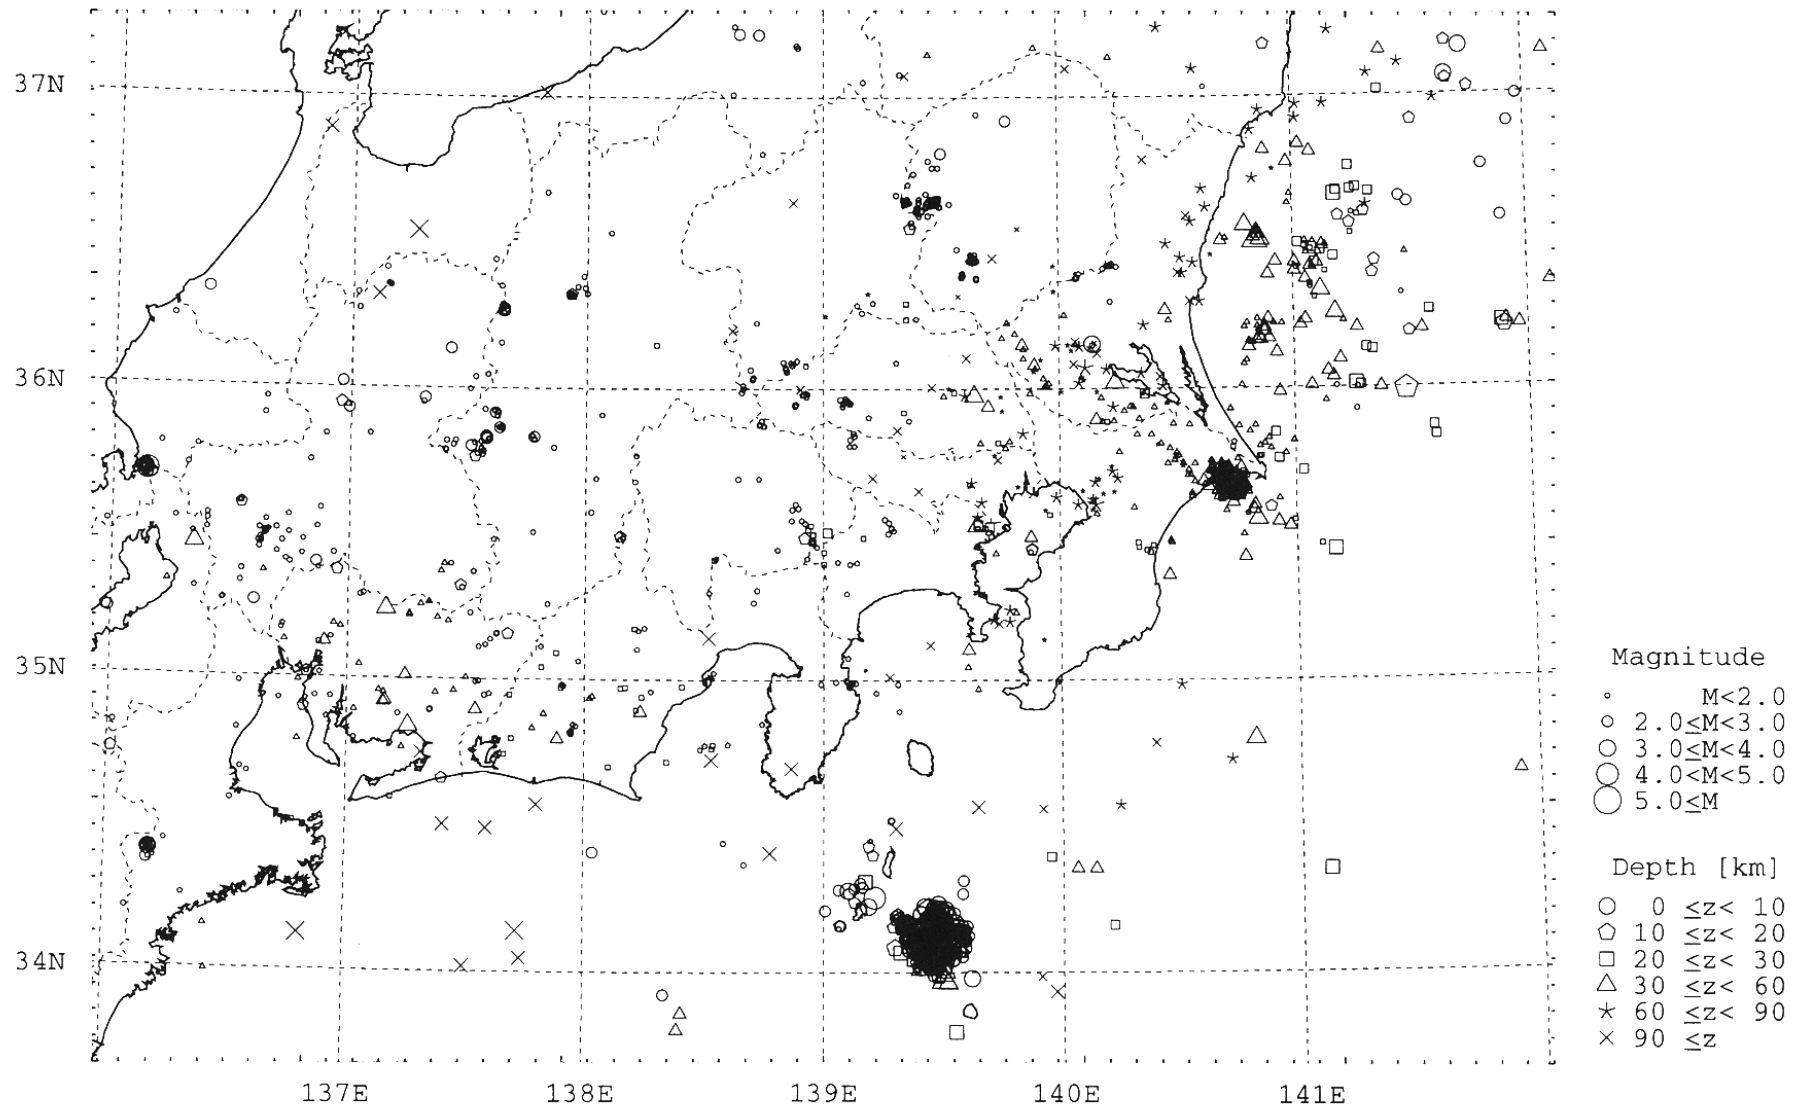 37N
36N
35N
34N
137E 138E 139E 140E 141E
Magnitude
M<2.0
2.0≤M<3.0
3.0≤M<4.0
4.0<M<5.0
5.0≤M
Depth [km]
0 ≤z< 10
10 ≤z< 20
20 ≤z< 30
30 ≤z< 60
60 ≤z< 90
90 ≤z